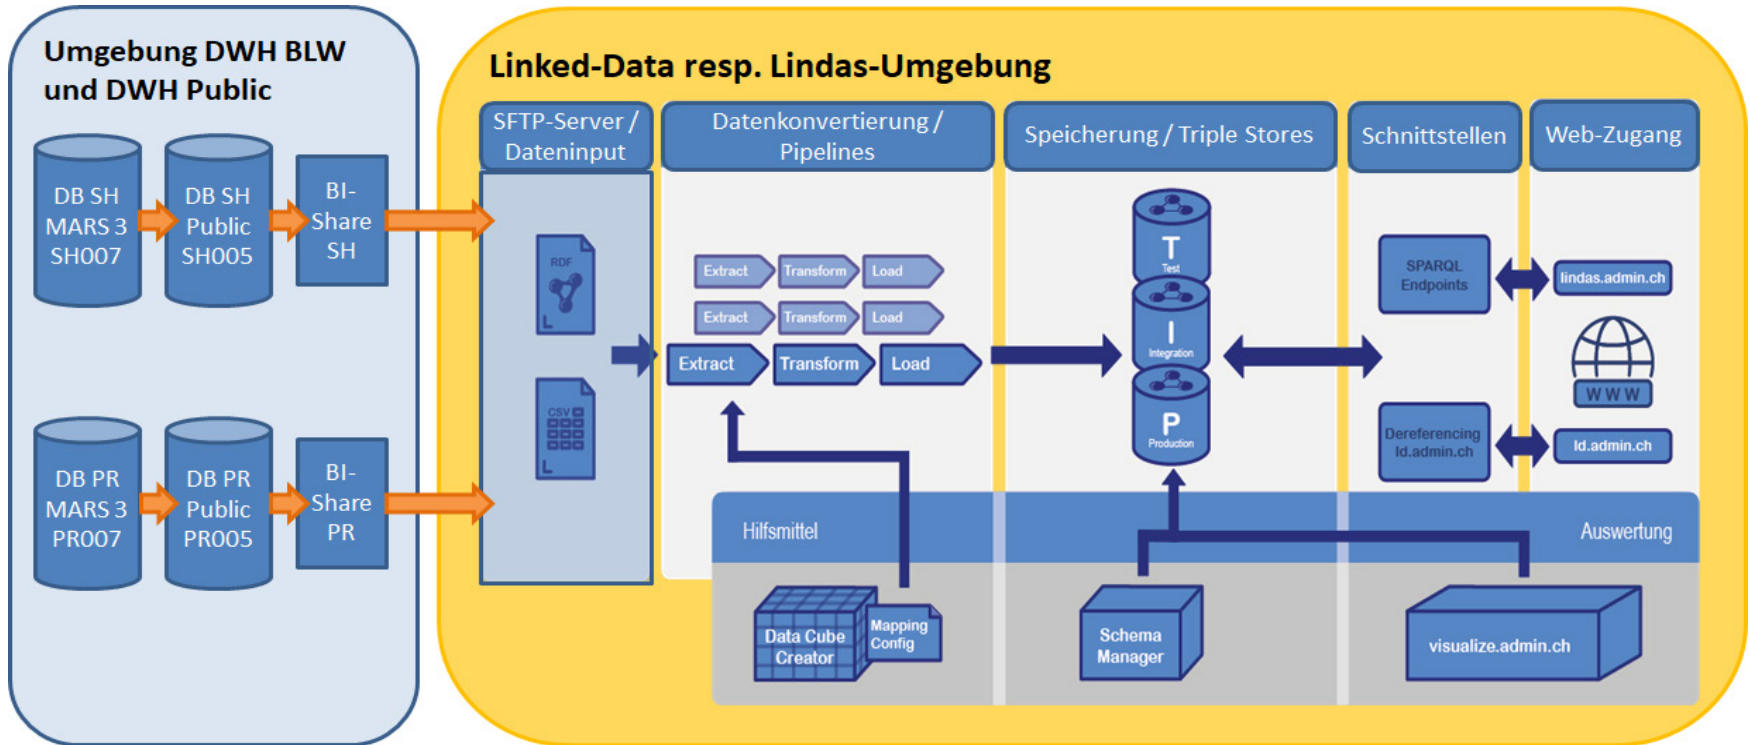 Umgebung DWH BLW
und DWH Public
DB SH
MARS 3
SH007
DB SH
Public
SH005
BI-
Share
SH
DB PR
MARS 3
PR007
DB PR
Public
PR005
BI-
Share
PR
Linked-Data resp. Lindas-Umgebung
SFTP-Server /
Dateninput
RDF
CSV
Datenkonvertierung /
Pipelines
Extract
Transform
Load
Extract
Transform
Load
Extract
Transform
Load
Speicherung / Triple Stores
T
Test
I
Integration
P
Production
Schnittstellen
SPARQL
Endpoints
Dereferencing
ld.admin.ch
Web-Zugang
lindas.admin.ch
WWW
ld.admin.ch
Hilfsmittel
Auswertung
Data Cube
Creator
Mapping
Config
Schema
Manager
visualize.admin.ch